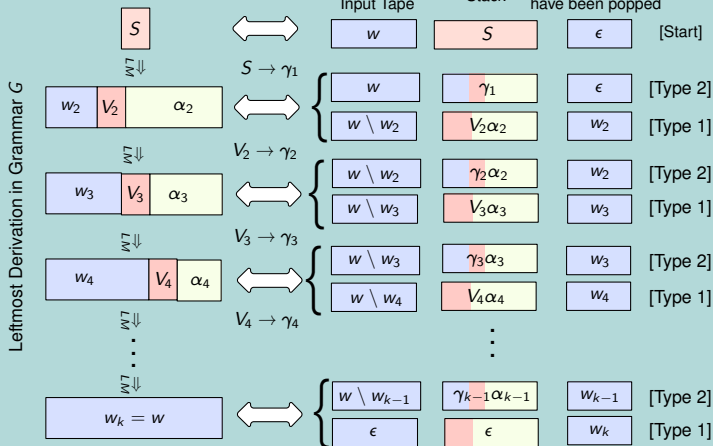 Input Tape
Stack
have been popped
S
w
S
ϵ
[Start]
⇓ LM
S → γ₁
w₂ V₂ α₂
w
γ₁
ϵ
[Type 2]
w \ w₂
V₂α₂
w₂
[Type 1]
⇓ LM
V₂ → γ₂
w₃ V₃ α₃
w \ w₂
γ₂α₂
w₂
[Type 2]
w \ w₃
V₃α₃
w₃
[Type 1]
⇓ LM
V₃ → γ₃
w₄ V₄ α₄
w \ w₃
γ₃α₃
w₃
[Type 2]
w \ w₄
V₄α₄
w₄
[Type 1]
⇓ LM
V₄ → γ₄
⇓ LM
wₖ = w
w \ wₖ₋₁
γₖ₋₁αₖ₋₁
wₖ₋₁
[Type 2]
ϵ
ϵ
wₖ
[Type 1]
Leftmost Derivation in Grammar G